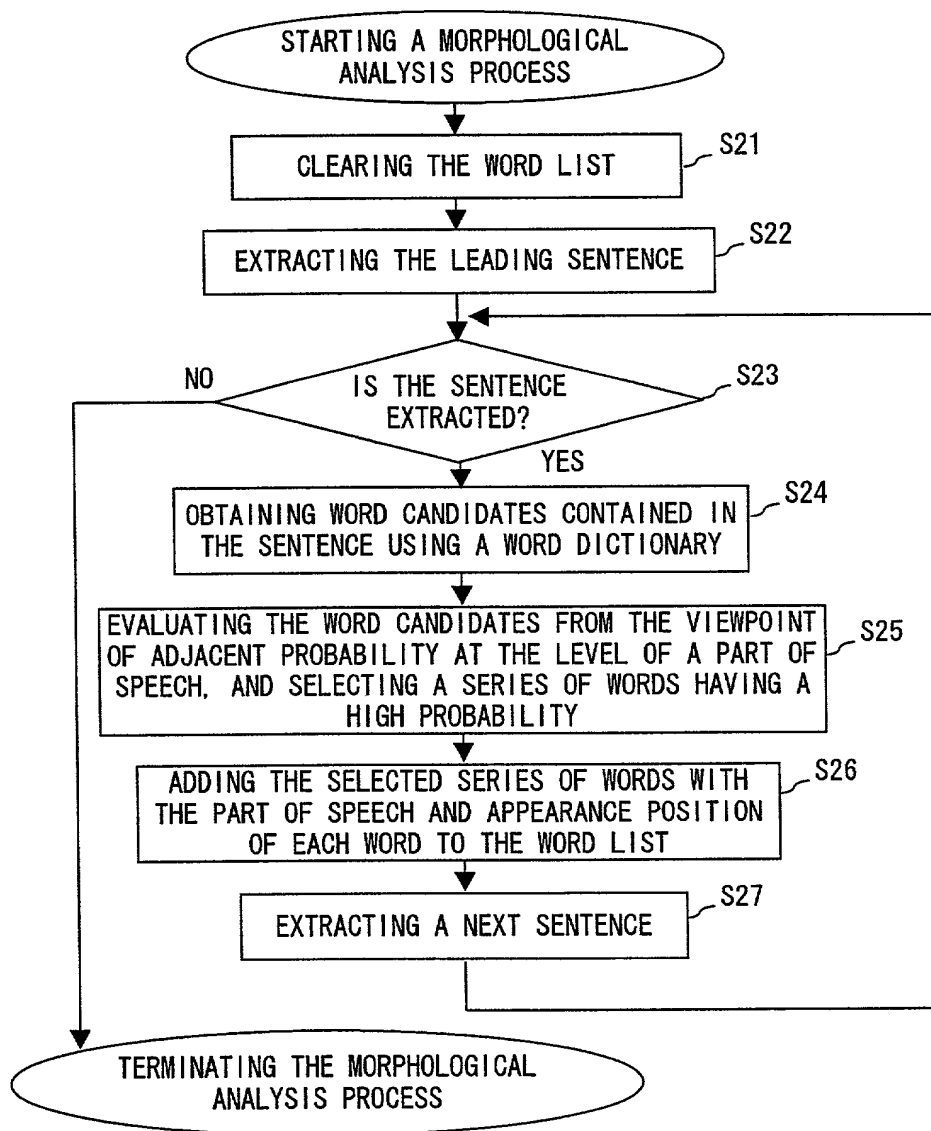 STARTING A MORPHOLOGICAL
ANALYSIS PROCESS
S21
CLEARING THE WORD LIST
S22
EXTRACTING THE LEADING SENTENCE
NO
IS THE SENTENCE
EXTRACTED?
S23
YES
S24
OBTAINING WORD CANDIDATES CONTAINED IN
THE SENTENCE USING A WORD DICTIONARY
EVALUATING THE WORD CANDIDATES FROM THE VIEWPOINT
OF ADJACENT PROBABILITY AT THE LEVEL OF A PART OF
SPEECH, AND SELECTING A SERIES OF WORDS HAVING A
HIGH PROBABILITY
S25
ADDING THE SELECTED SERIES OF WORDS WITH
THE PART OF SPEECH AND APPEARANCE POSITION
OF EACH WORD TO THE WORD LIST
S26
S27
EXTRACTING A NEXT SENTENCE
TERMINATING THE MORPHOLOGICAL
ANALYSIS PROCESS